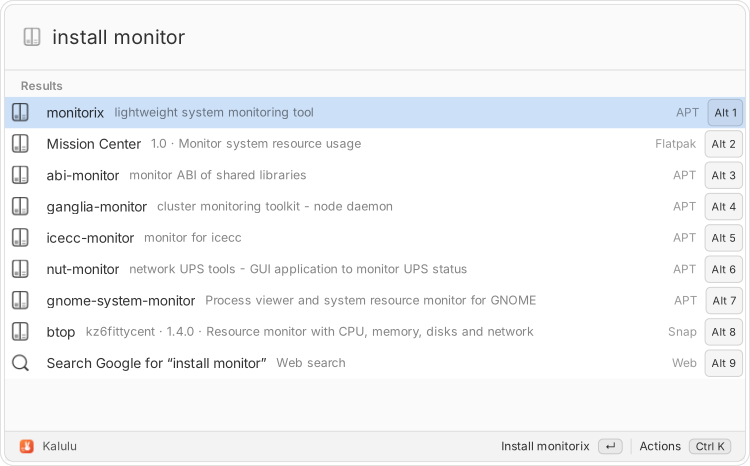 install monitor
Results
monitorix lightweight system monitoring tool APT Alt 1
Mission Center 1.0 · Monitor system resource usage Flatpak Alt 2
abi-monitor monitor ABI of shared libraries APT Alt 3
ganglia-monitor cluster monitoring toolkit - node daemon APT Alt 4
icecc-monitor monitor for icecc APT Alt 5
nut-monitor network UPS tools - GUI application to monitor UPS status APT Alt 6
gnome-system-monitor Process viewer and system resource monitor for GNOME APT Alt 7
btop kz6fittycent · 1.4.0 · Resource monitor with CPU, memory, disks and network Snap Alt 8
Search Google for “install monitor” Web search Web Alt 9
Kalulu Install monitorix ↵ Actions Ctrl K